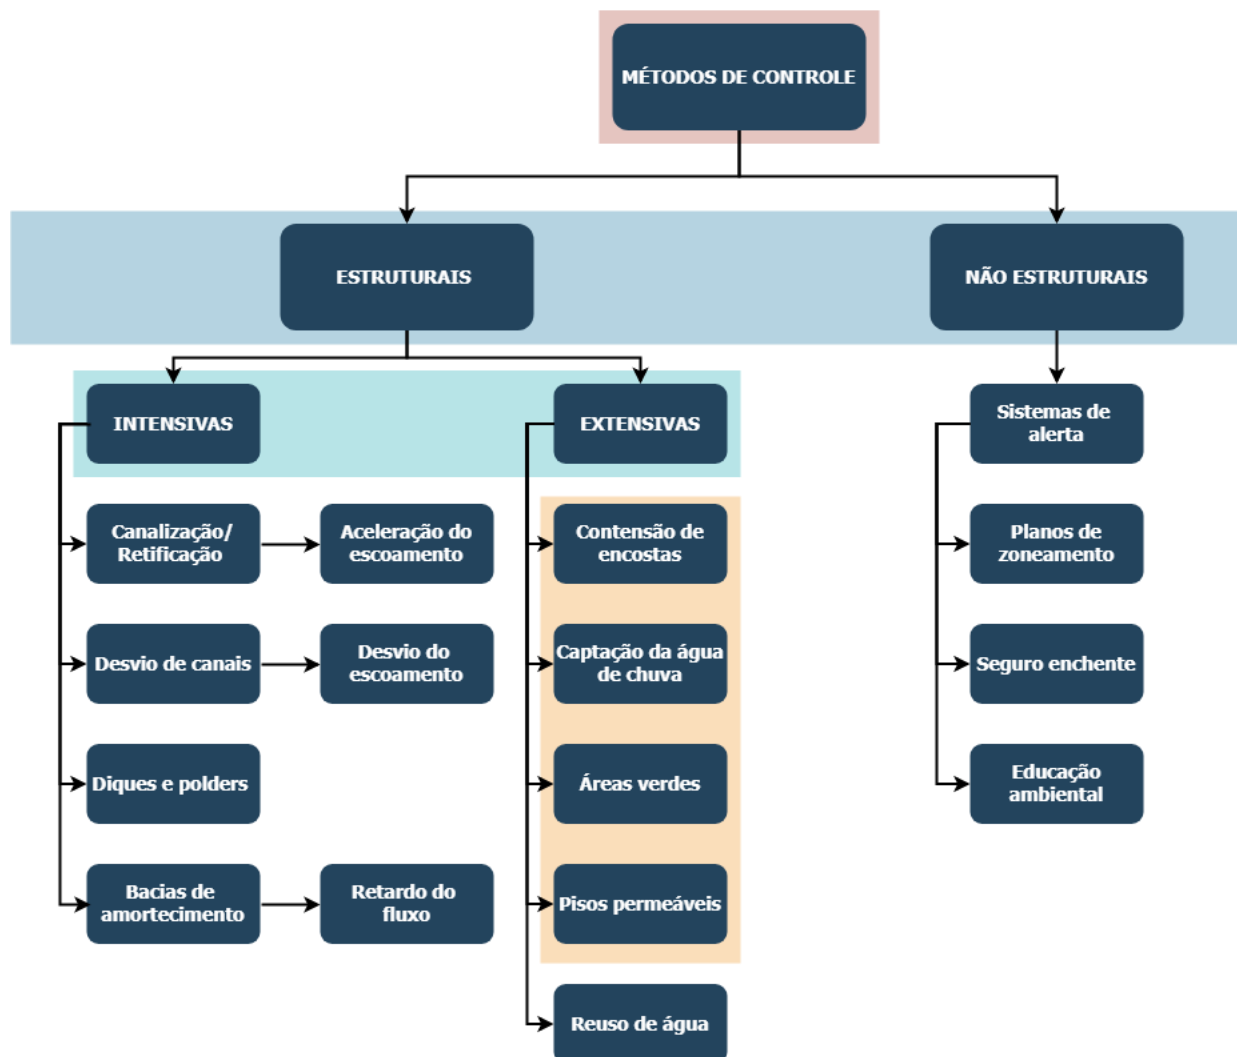 MÉTODOS DE CONTROLE
ESTRUTURAIS
NÃO ESTRUTURAIS
INTENSIVAS
EXTENSIVAS
Sistemas de
alerta
Canalização/
Retificação
Aceleração do
escoamento
Contensão de
encostas
Planos de
zoneamento
Desvio de canais
Desvio do
escoamento
Captação da água
de chuva
Seguro enchente
Diques e polders
Áreas verdes
Educação
ambiental
Bacias de
amortecimento
Retardo do
fluxo
Pisos permeáveis
Reuso de água